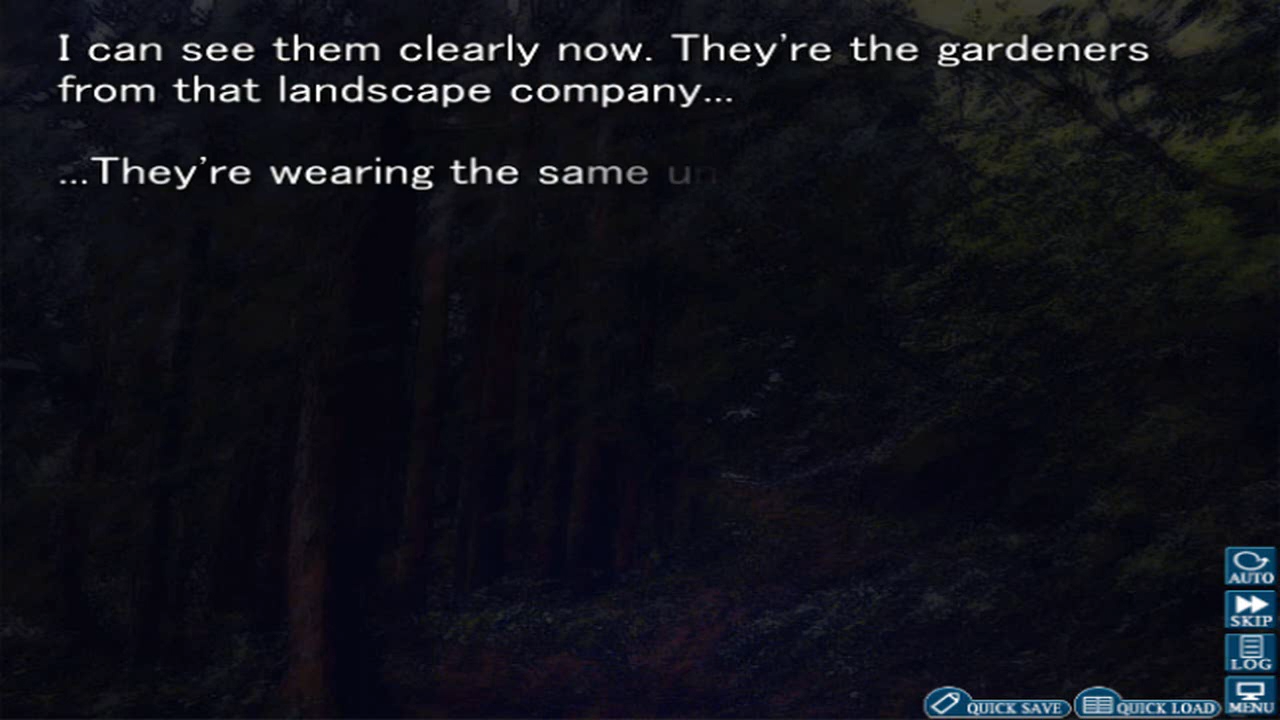 I can see them clearly now. They're the gardeners
from that landscape company...
...They're wearing the same un
AUTO
SKIP
LOG
MENU
QUICK SAVE
QUICK LOAD